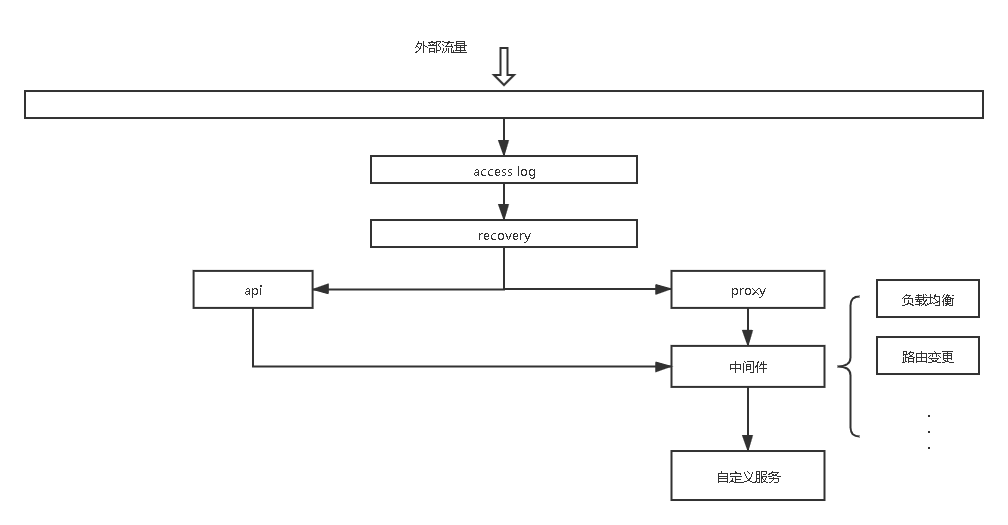 外部流量
access log
recovery
api
proxy
负载均衡
中间件
路由变更
自定义服务